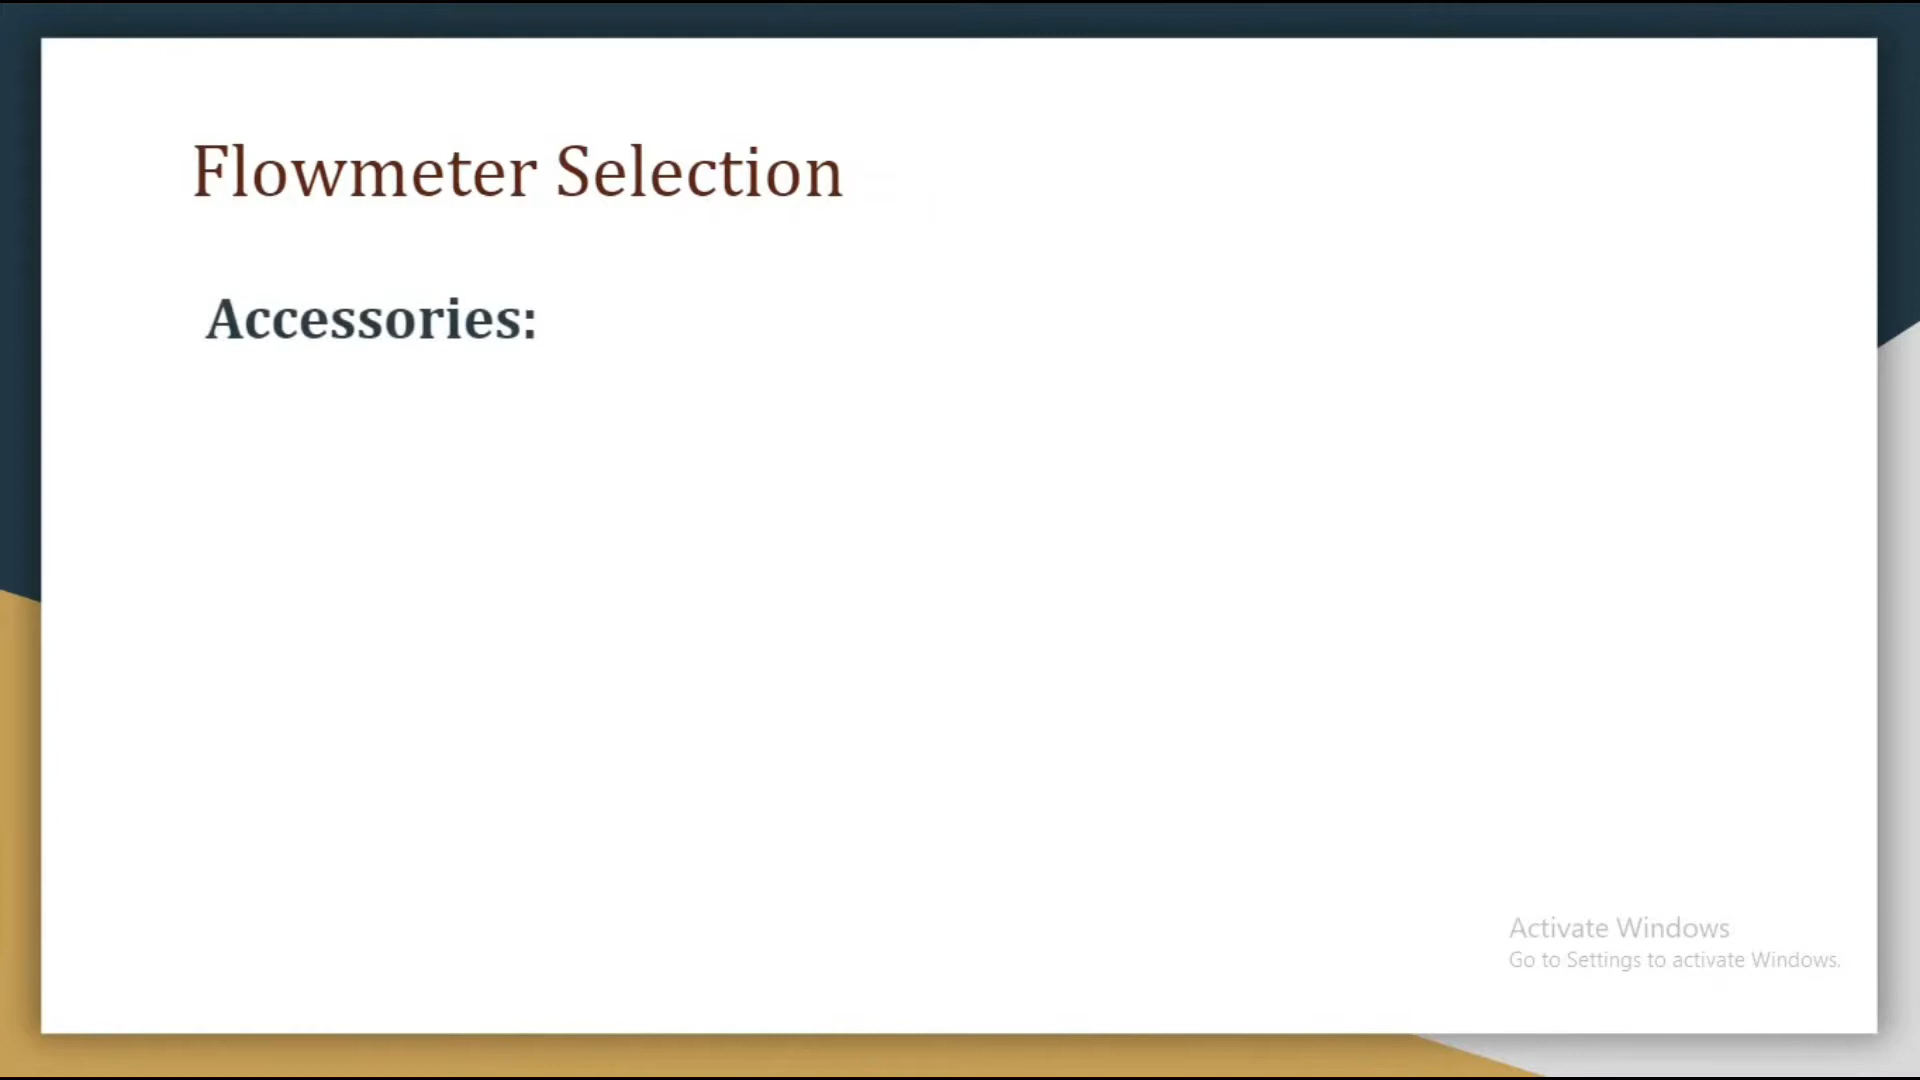 Flowmeter Selection
Accessories:
Activate Windows
Go to Settings to activate Windows.